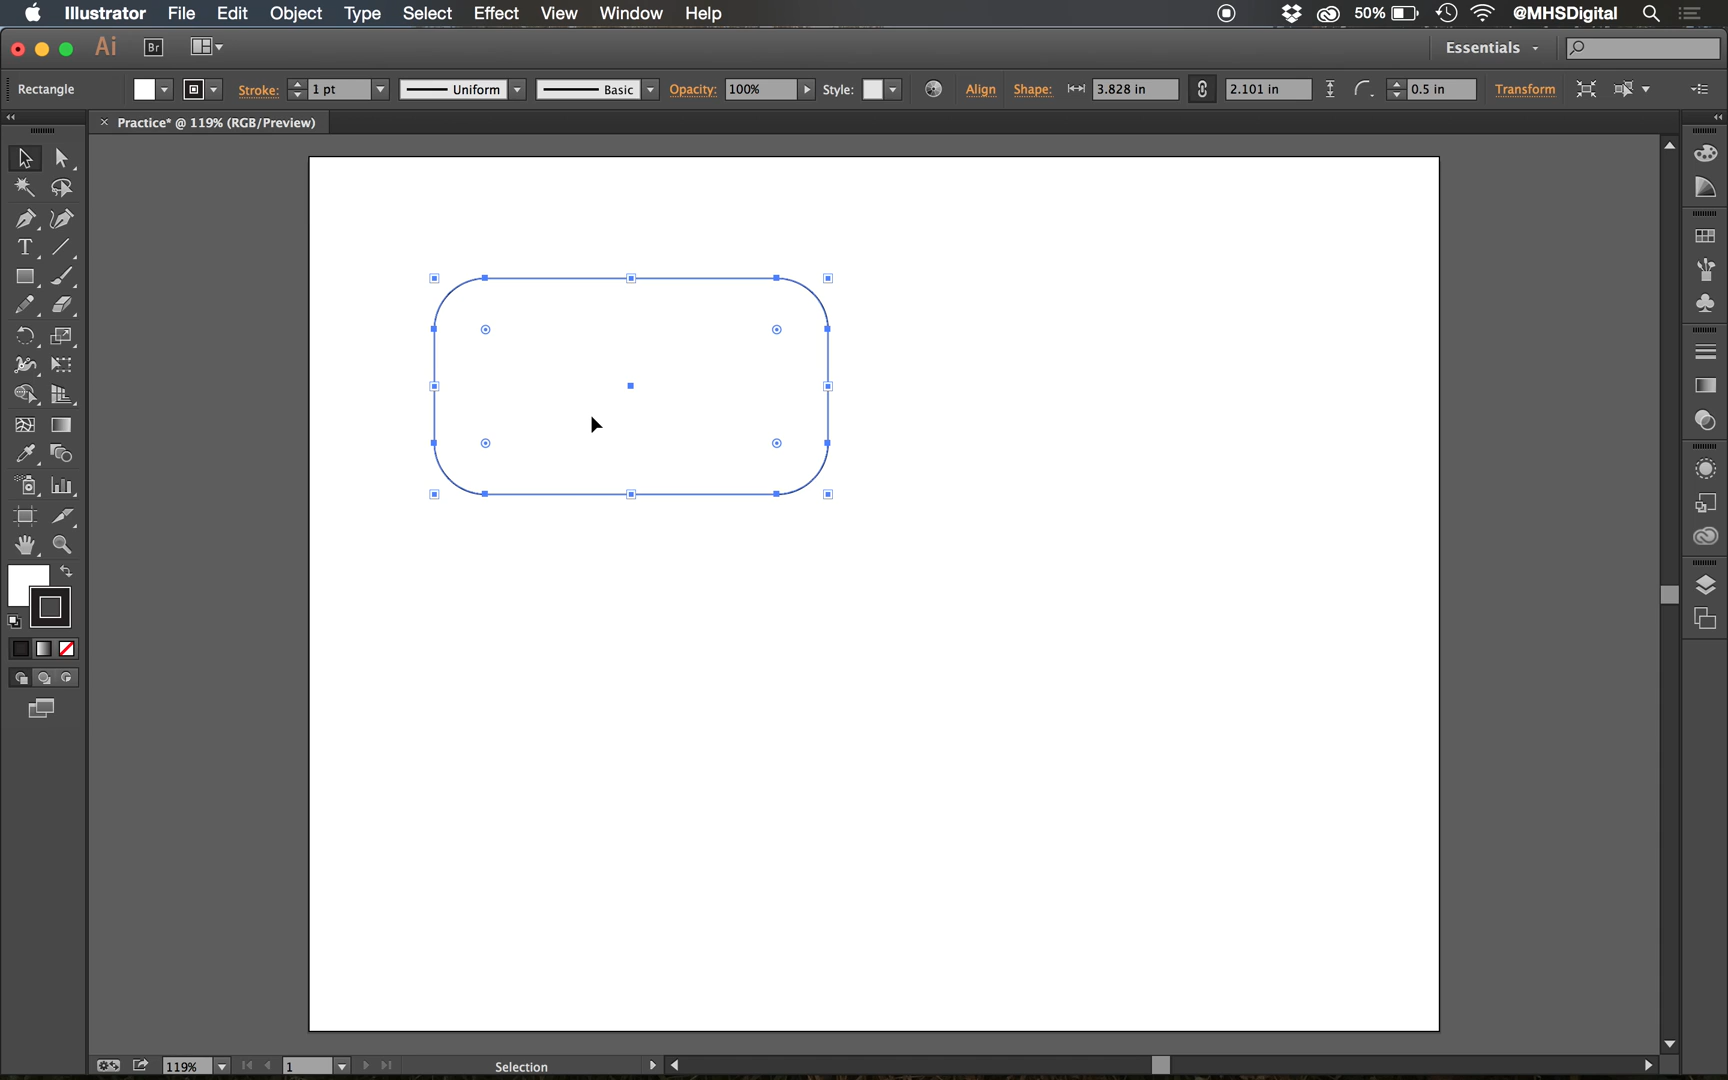 Illustrator File Edit Object Type Select Effect View Window Help 50% @MHSDigital
Ai Br Essentials
Rectangle Stroke: 1 pt Uniform Basic Opacity: 100% Style: Align Shape: 3.828 in 2.101 in 0.5 in Transform
× Practice* @ 119% (RGB/Preview)
T
119% 1 Selection